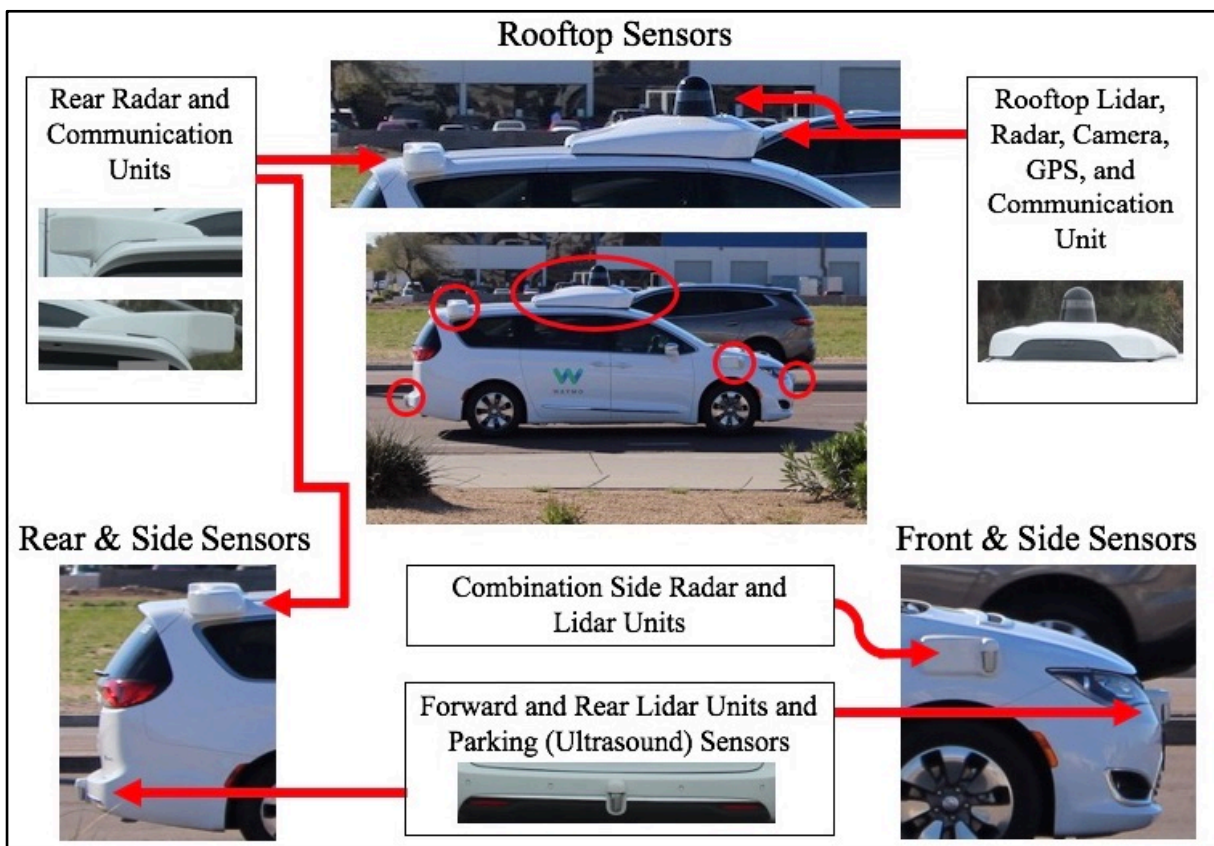 Rooftop Sensors
Rear Radar and
Communication
Units
Rooftop Lidar,
Radar, Camera,
GPS, and
Communication
Unit
WAYMO
Rear & Side Sensors
Front & Side Sensors
Combination Side Radar and
Lidar Units
Forward and Rear Lidar Units and
Parking (Ultrasound) Sensors